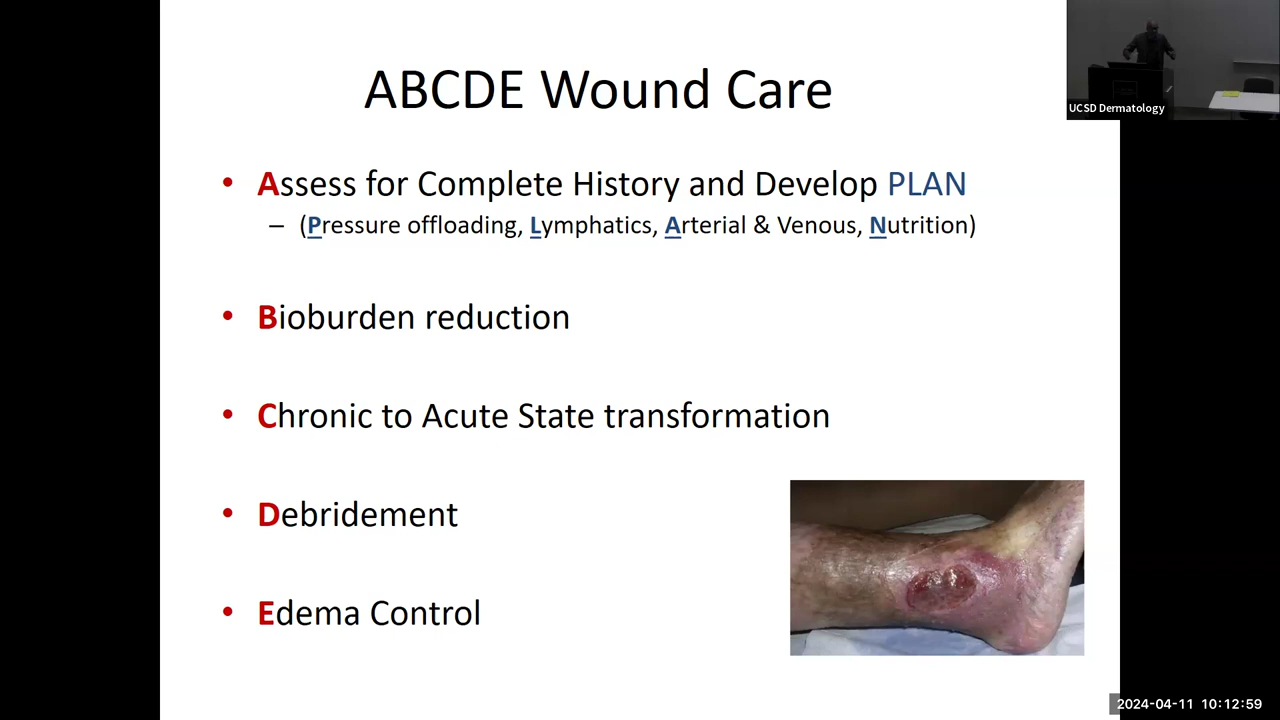 ABCDE Wound Care
UCSD Dermatology
• Assess for Complete History and Develop PLAN
– (Pressure offloading, Lymphatics, Arterial & Venous, Nutrition)
• Bioburden reduction
• Chronic to Acute State transformation
• Debridement
• Edema Control
2024-04-11 10:12:59